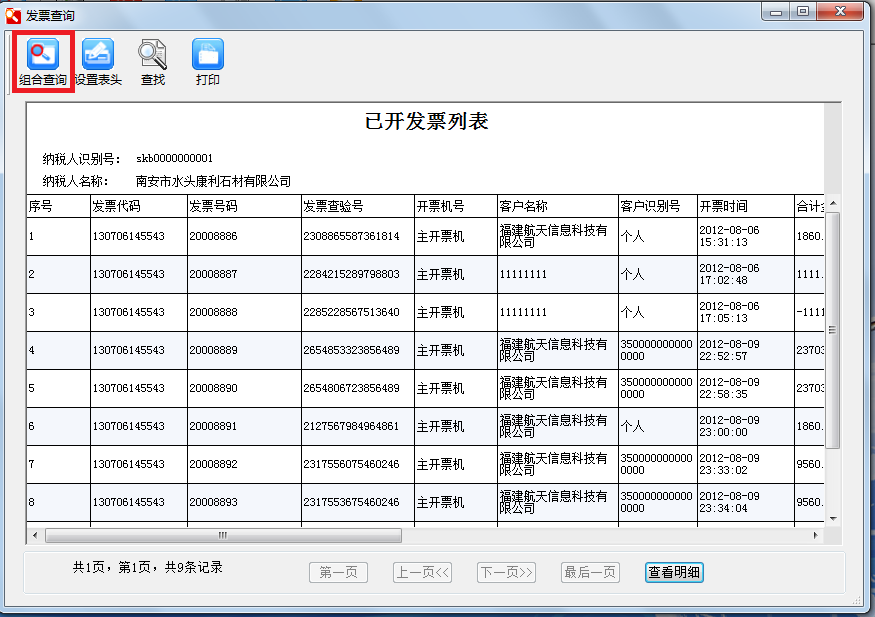 发票查询
组合查询 设置表头 查找 打印
已开发票列表
纳税人识别号： skb0000000001
纳税人名称： 南安市水头康利石材有限公司
序号 发票代码 发票号码 发票查验号 开票机号 客户名称 客户识别号 开票时间 合计
1 130706145543 20008886 2308865587361814 主开票机 福建航天信息科技有限公司 个人 2012-08-06 15:31:13 1860.
2 130706145543 20008887 2284215289798803 主开票机 11111111 个人 2012-08-06 17:02:48 1111.
3 130706145543 20008888 2285228567513640 主开票机 11111111 个人 2012-08-06 17:05:13 -1111
4 130706145543 20008889 2654853323856489 主开票机 福建航天信息科技有限公司 350000000000 0000 2012-08-09 22:52:57 23703
5 130706145543 20008890 2654806723856489 主开票机 福建航天信息科技有限公司 350000000000 0000 2012-08-09 22:58:35 23703
6 130706145543 20008891 2127567984964861 主开票机 福建航天信息科技有限公司 个人 2012-08-09 23:00:00 1860.
7 130706145543 20008892 2317556075460246 主开票机 福建航天信息科技有限公司 350000000000 0000 2012-08-09 23:33:02 9560.
8 130706145543 20008893 2317553675460246 主开票机 福建航天信息科技有限公司 350000000000 0000 2012-08-09 23:34:04 9560.
共1页，第1页，共9条记录 第一页 上一页<< 下一页>> 最后一页 查看明细